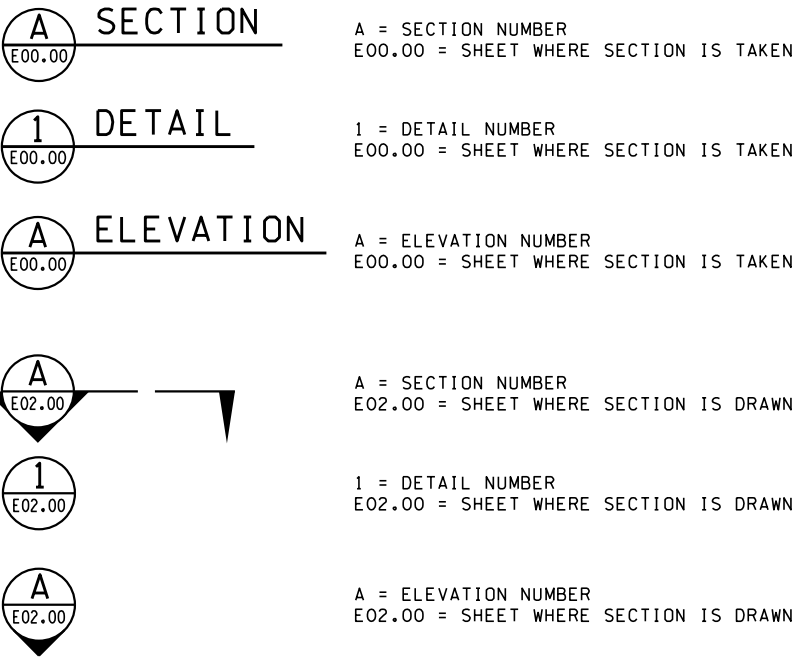 A SECTION
E00.00
A = SECTION NUMBER
E00.00 = SHEET WHERE SECTION IS TAKEN
1 DETAIL
E00.00
1 = DETAIL NUMBER
E00.00 = SHEET WHERE SECTION IS TAKEN
A ELEVATION
E00.00
A = ELEVATION NUMBER
E00.00 = SHEET WHERE SECTION IS TAKEN
A
E02.00
A = SECTION NUMBER
E02.00 = SHEET WHERE SECTION IS DRAWN
1
E02.00
1 = DETAIL NUMBER
E02.00 = SHEET WHERE SECTION IS DRAWN
A
E02.00
A = ELEVATION NUMBER
E02.00 = SHEET WHERE SECTION IS DRAWN